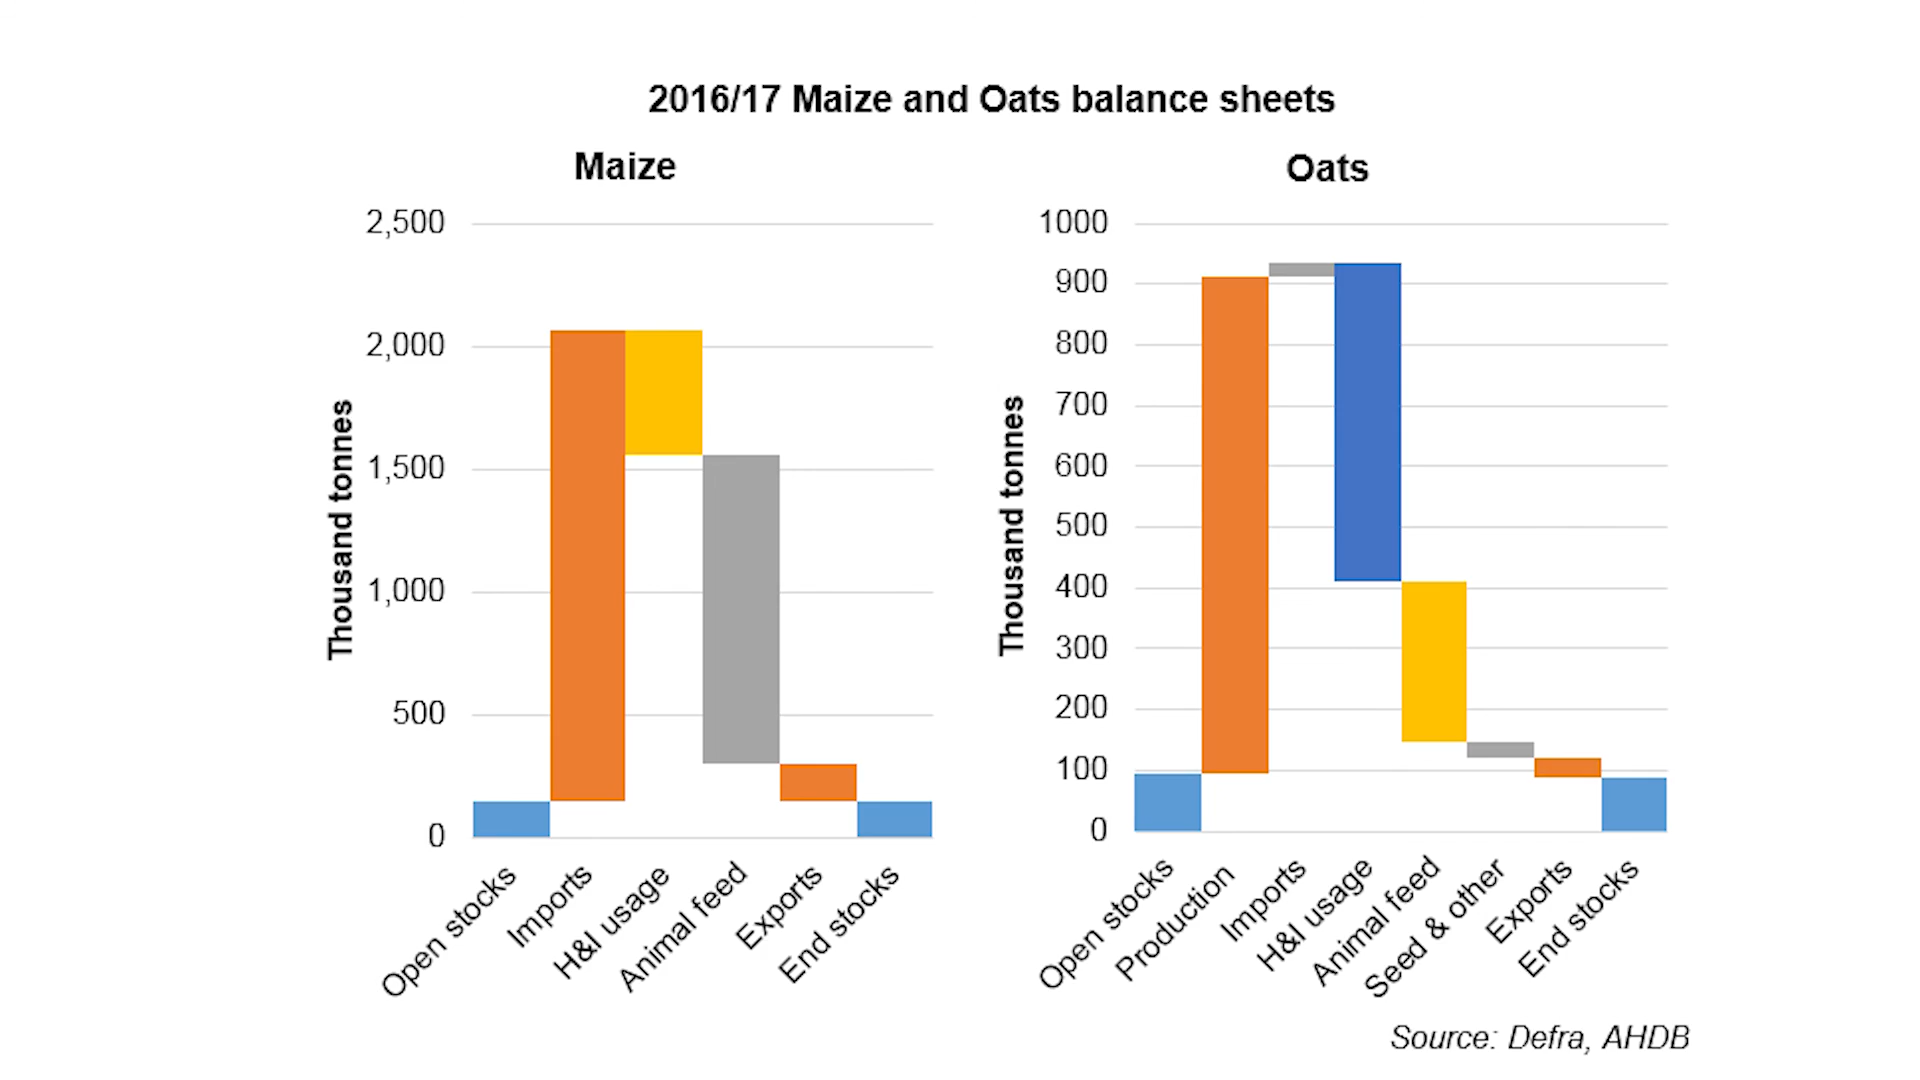 2016/17 Maize and Oats balance sheets
Maize
Thousand tonnes
2,500
2,000
1,500
1,000
500
0
Open stocks
Imports
H&I usage
Animal feed
Exports
End stocks
Oats
Thousand tonnes
1000
900
800
700
600
500
400
300
200
100
0
Open stocks
Production
Imports
H&I usage
Animal feed
Seed & other
Exports
End stocks
Source: Defra, AHDB